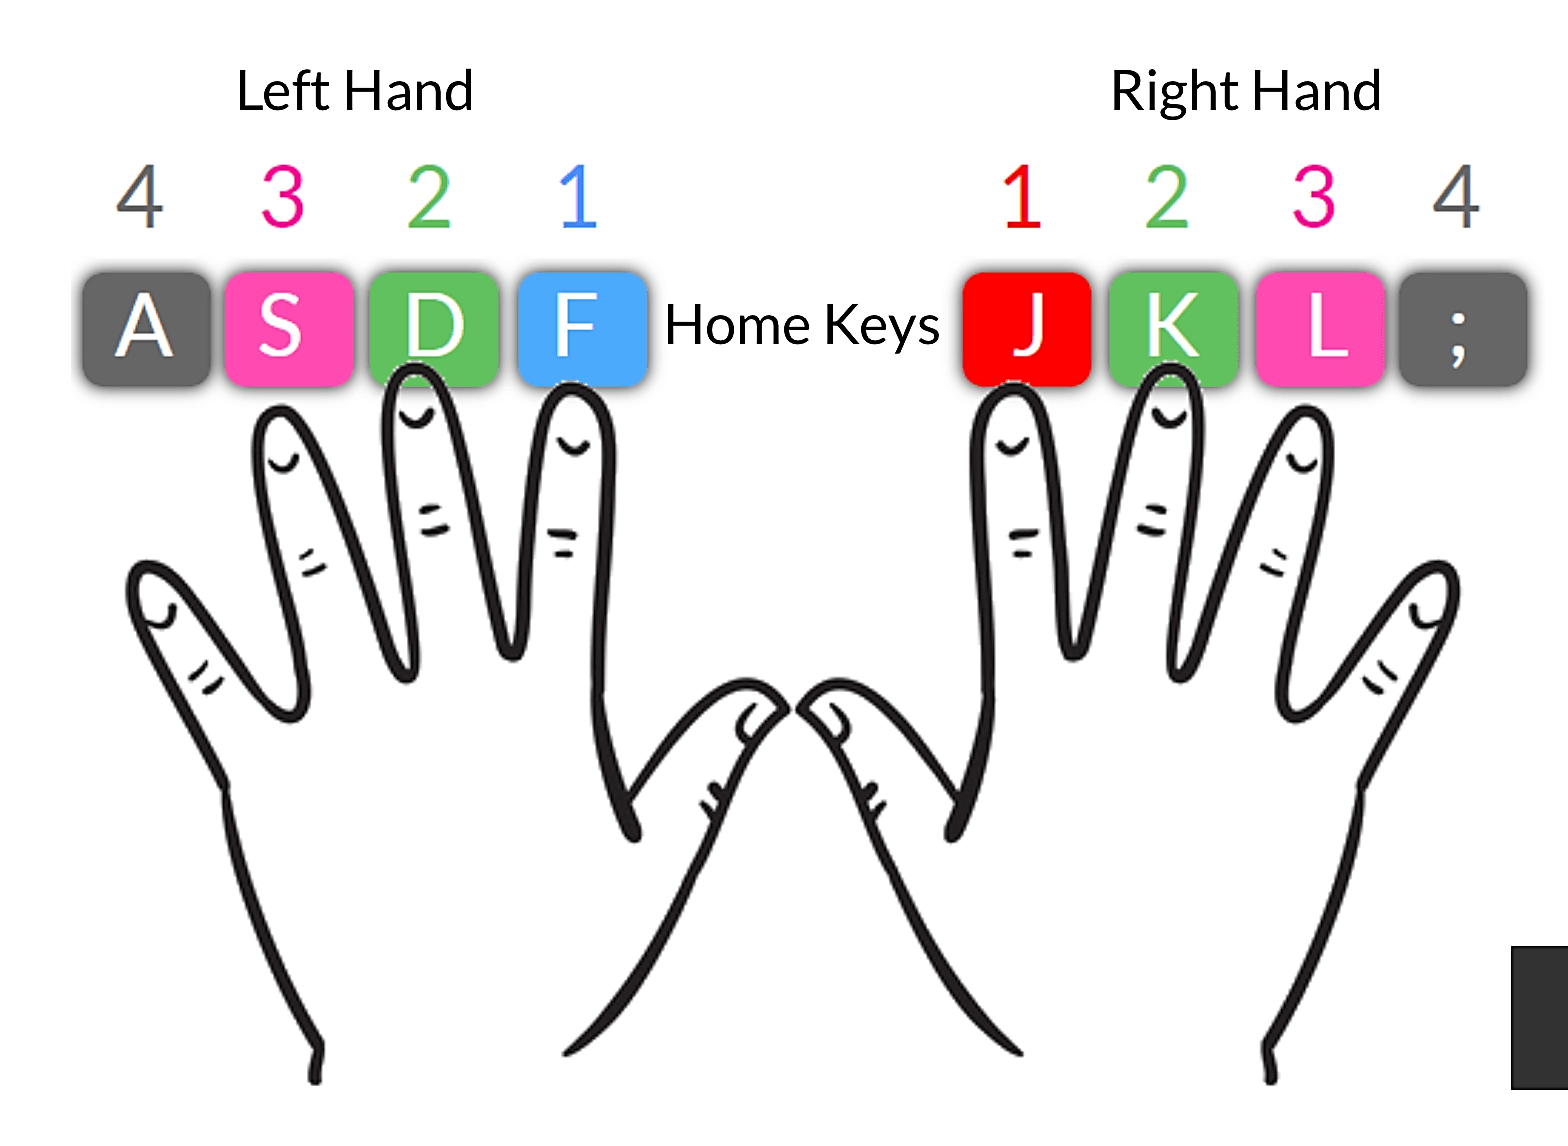 Left Hand Right Hand
4 3 2 1 1 2 3 4
A S D F Home Keys J K L ;